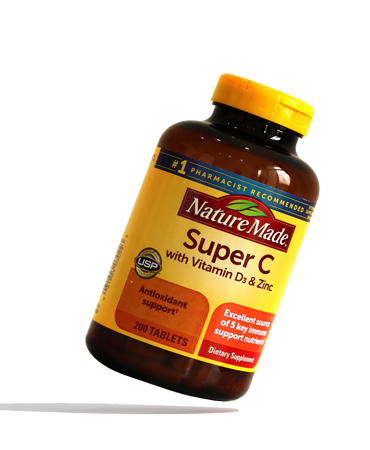 #1 PHARMACIST RECOMMENDED
Nature Made
Super C
with Vitamin D3 & Zinc
USP
Antioxidant
support†
200 TABLETS
Excellent source
of 5 key immune
support nutrients
Dietary Supplement